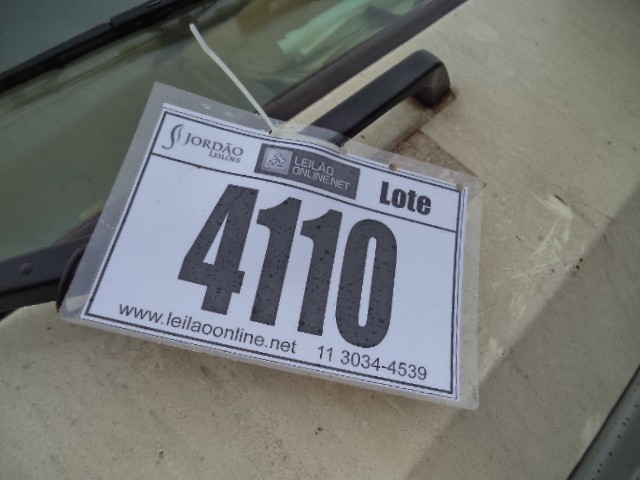 JORDÃO
LEILÕES
LEILÃO
ONLINE.NET
Lote
4110
www.leilaoonline.net 11 3034-4539